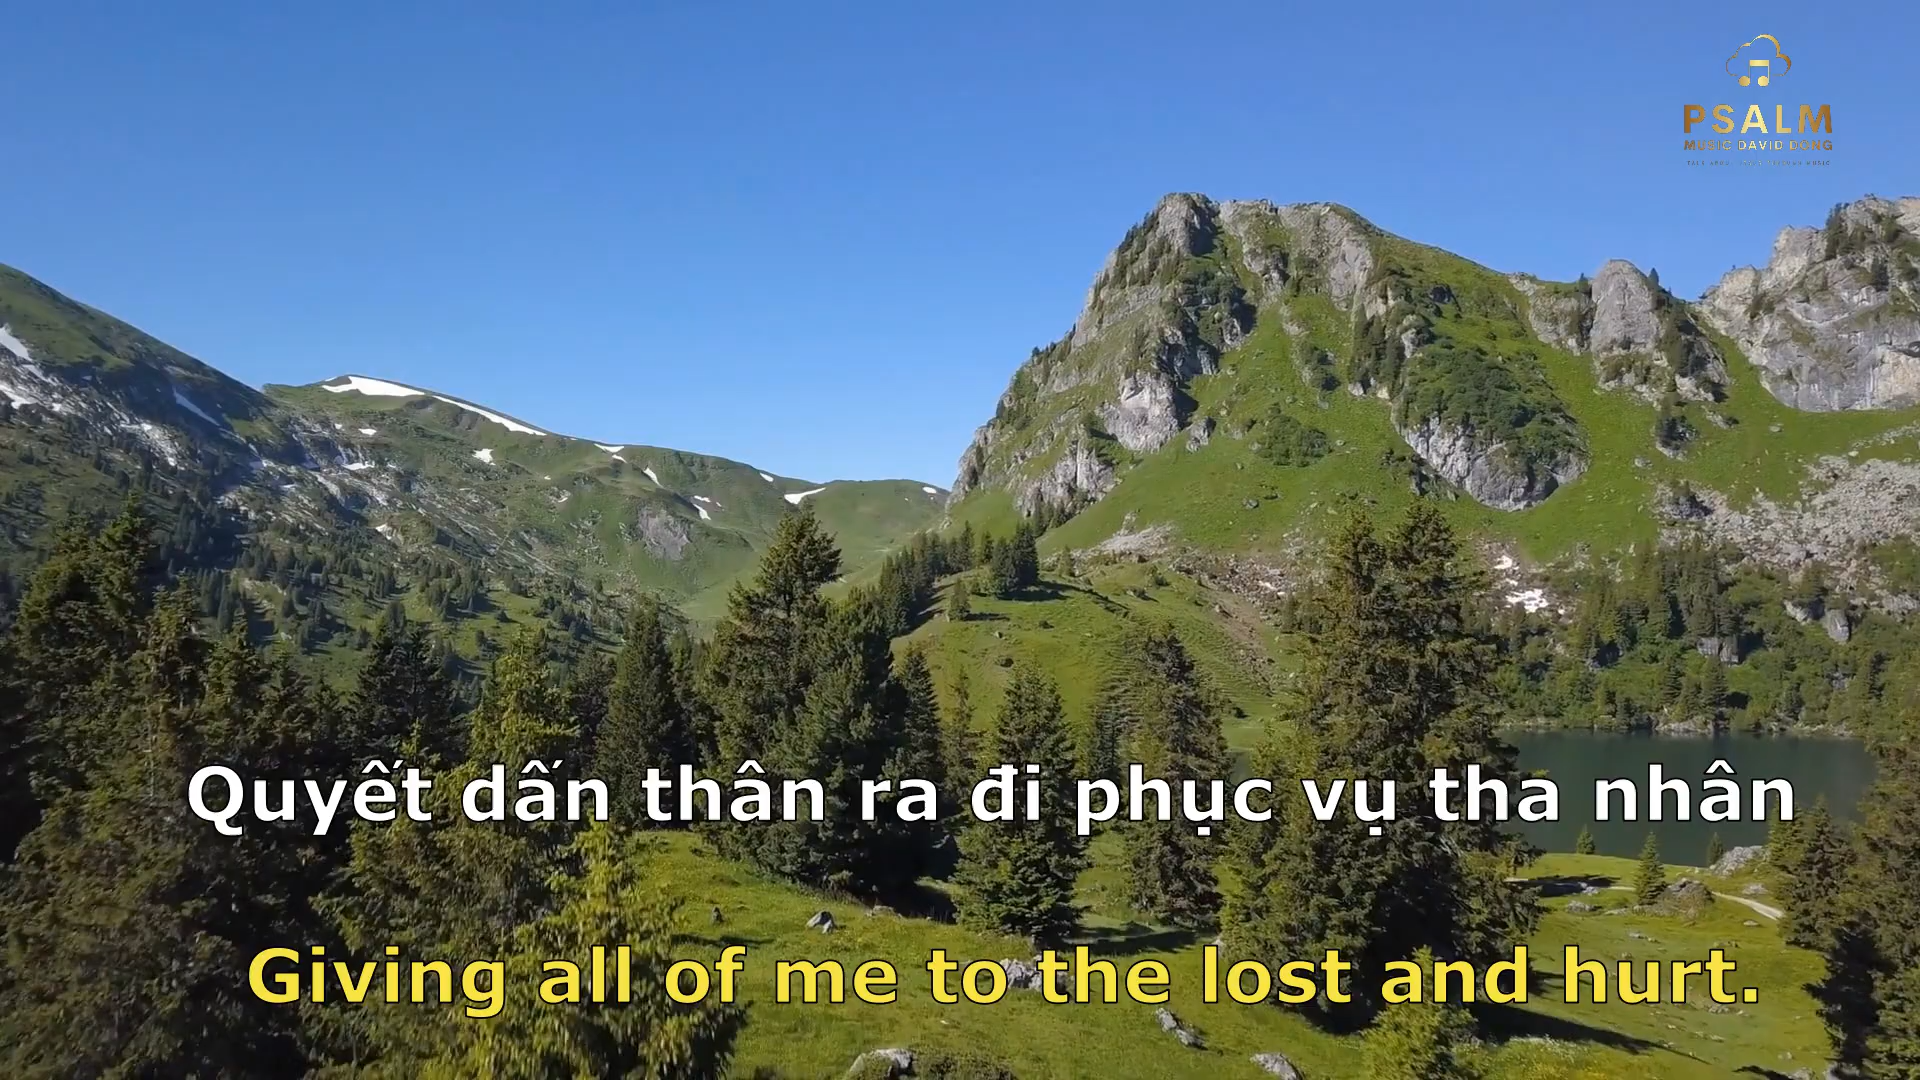 PSALM
MUSIC DAVID DONG
Quyết dấn thân ra đi phục vụ tha nhân
Giving all of me to the lost and hurt.